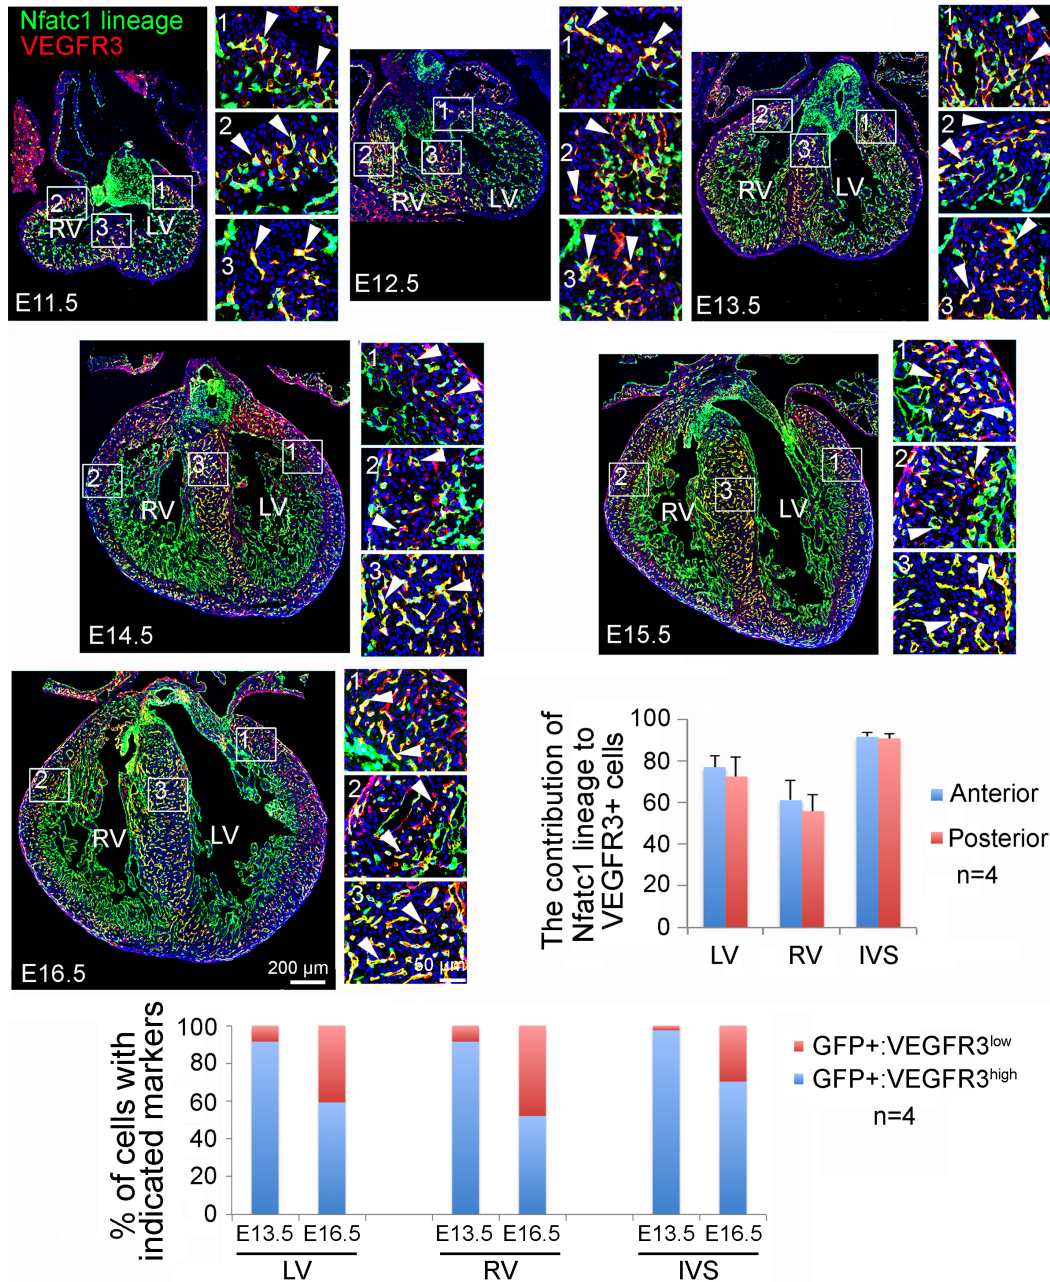 Nfatc1 lineage
VEGFR3
1
2
3
RV
LV
E11.5
1
2
3
1
2
3
RV
LV
E12.5
1
2
3
2
1
3
RV
LV
E13.5
1
2
3
1
2
3
RV
LV
E14.5
1
2
3
1
2
3
RV
LV
E15.5
1
2
3
1
2
3
RV
LV
E16.5
200 µm
1
2
3
50 µm
The contribution of
Nfatc1 lineage to
VEGFR3+ cells
100
80
60
40
20
0
LV RV IVS
Anterior
Posterior
n=4
% of cells with
indicated markers
100
80
60
40
20
0
E13.5 E16.5 E13.5 E16.5 E13.5 E16.5
LV RV IVS
GFP+:VEGFR3low
GFP+:VEGFR3high
n=4